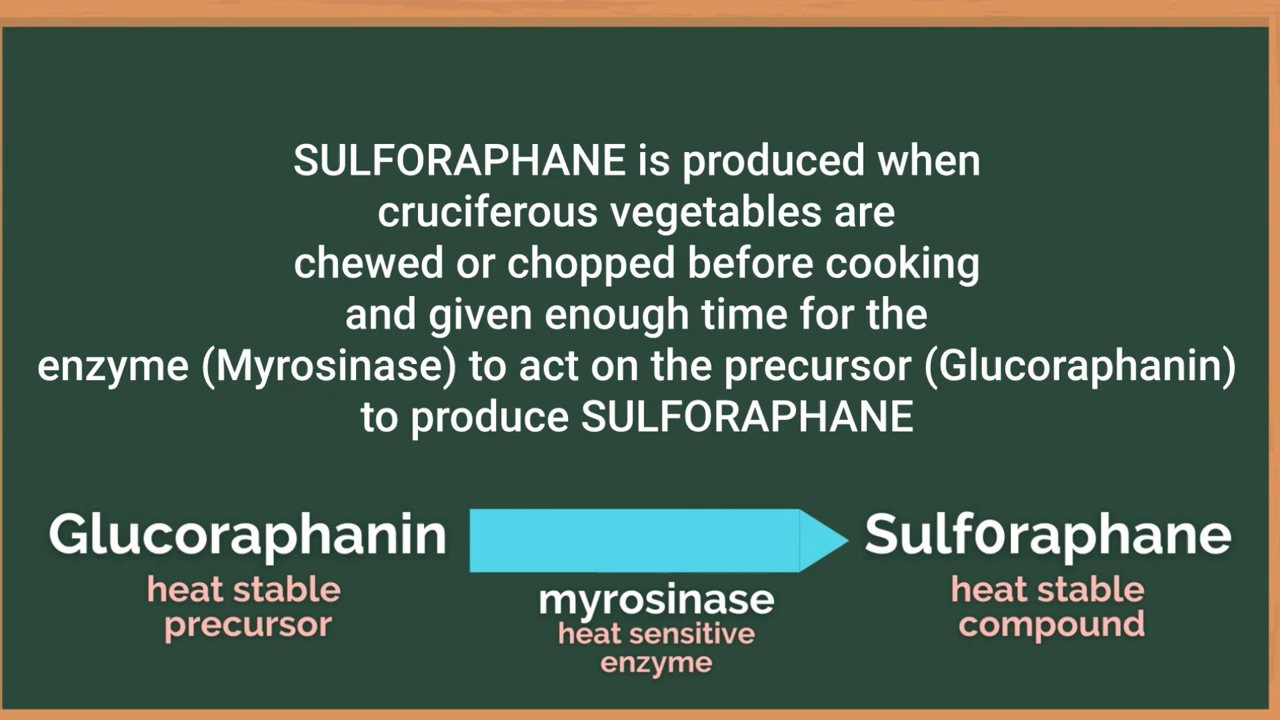 SULFORAPHANE is produced when
cruciferous vegetables are
chewed or chopped before cooking
and given enough time for the
enzyme (Myrosinase) to act on the precursor (Glucoraphanin)
to produce SULFORAPHANE
Glucoraphanin
heat stable
precursor
myrosinase
heat sensitive
enzyme
Sulf0raphane
heat stable
compound